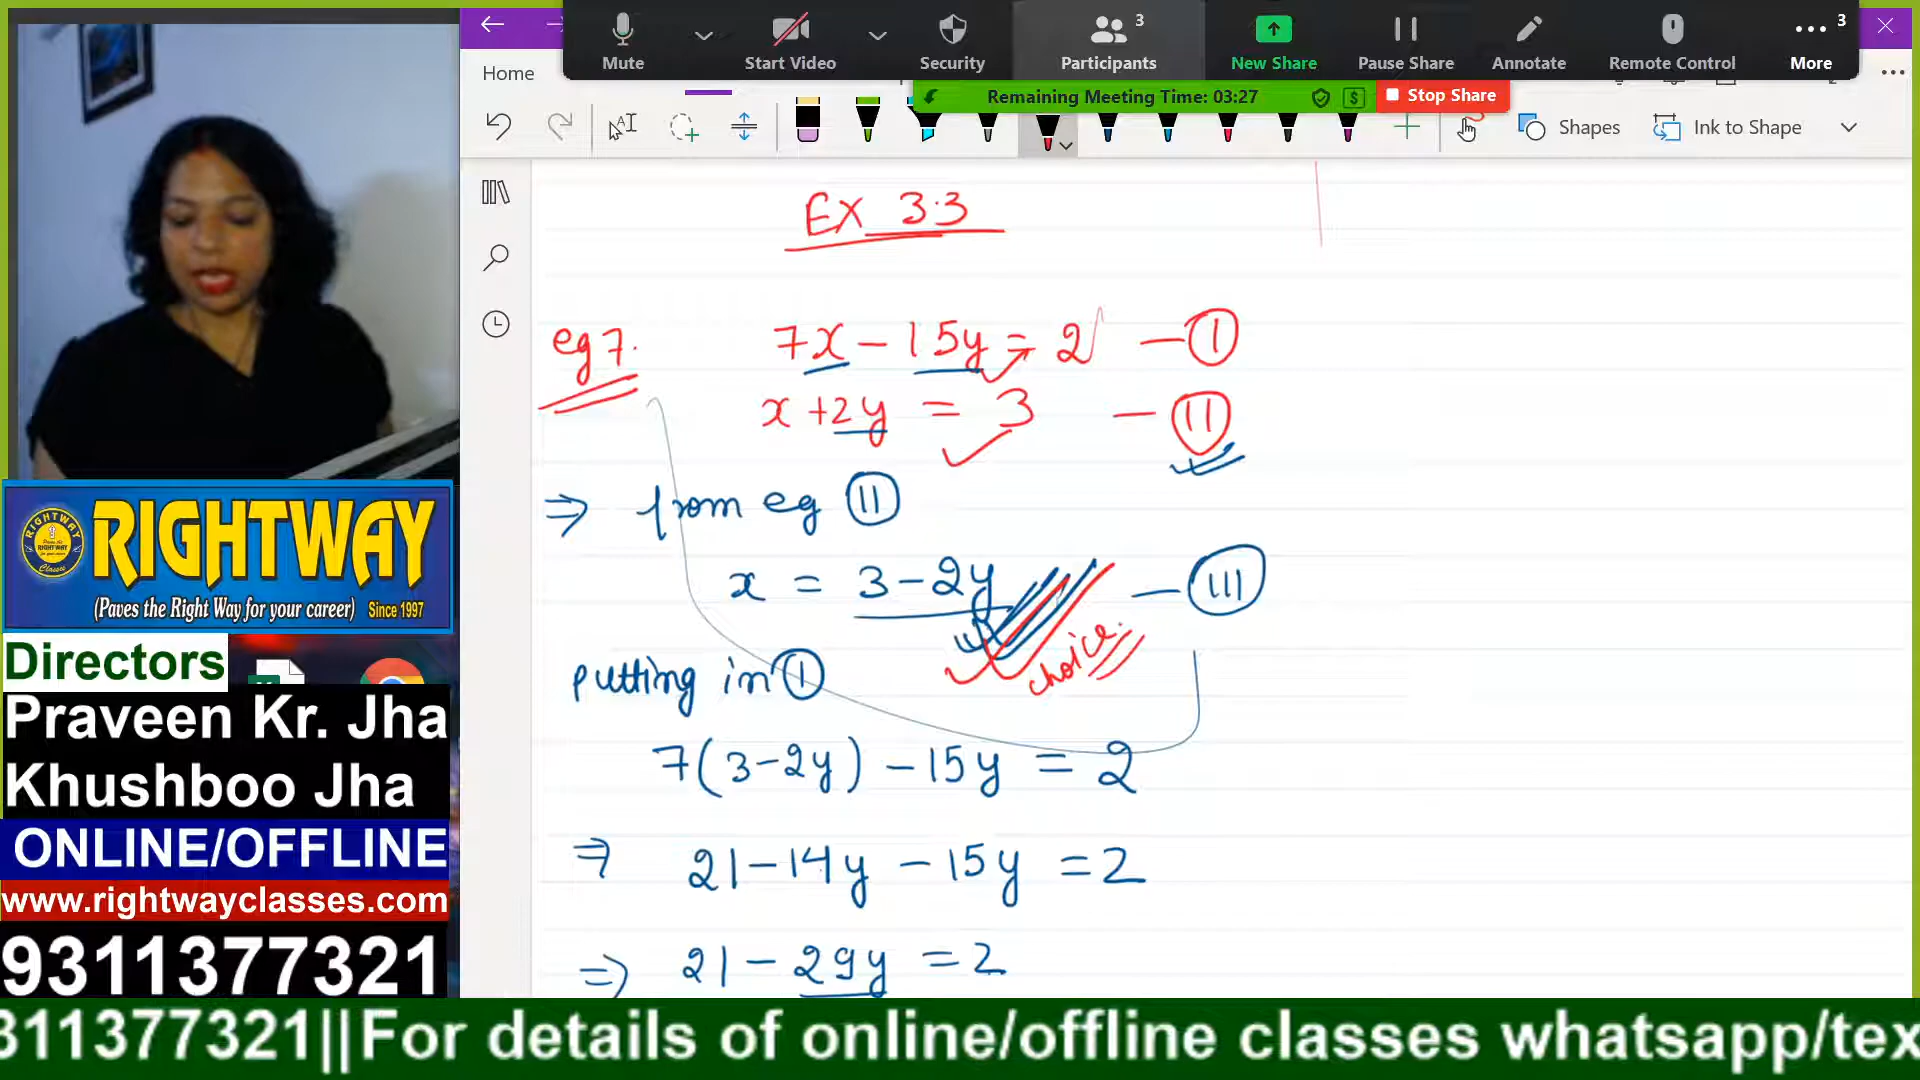 Mute
Start Video
Security
Participants 3
New Share
Pause Share
Annotate
Remote Control
More 3
Home
Remaining Meeting Time: 03:27
Stop Share
Shapes
Ink to Shape
EX 3.3
eg 7.
7x - 15y = 2 - I
x + 2y = 3 - II
⇒ from eq II
x = 3 - 2y - III
choice.
putting in I
7(3-2y) - 15y = 2
⇒ 21 - 14y - 15y = 2
⇒ 21 - 29y = 2
RIGHTWAY
(Paves the Right Way for your career) Since 1997
Directors
Praveen Kr. Jha
Khushboo Jha
ONLINE/OFFLINE
www.rightwayclasses.com
9311377321
311377321||For details of online/offline classes whatsapp/tex